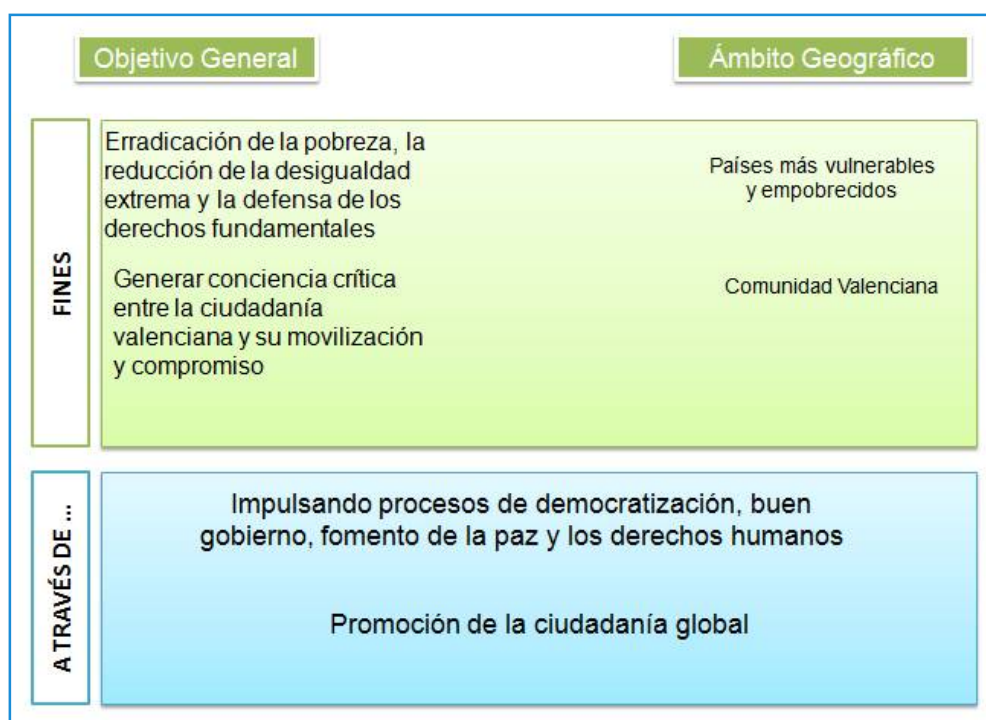 Objetivo General
Ámbito Geográfico
FINES
Erradicación de la pobreza, la
reducción de la desigualdad
extrema y la defensa de los
derechos fundamentales
Países más vulnerables
y empobrecidos
Generar conciencia crítica
entre la ciudadanía
valenciana y su movilización
y compromiso
Comunidad Valenciana
A TRAVÉS DE ...
Impulsando procesos de democratización, buen
gobierno, fomento de la paz y los derechos humanos
Promoción de la ciudadanía global